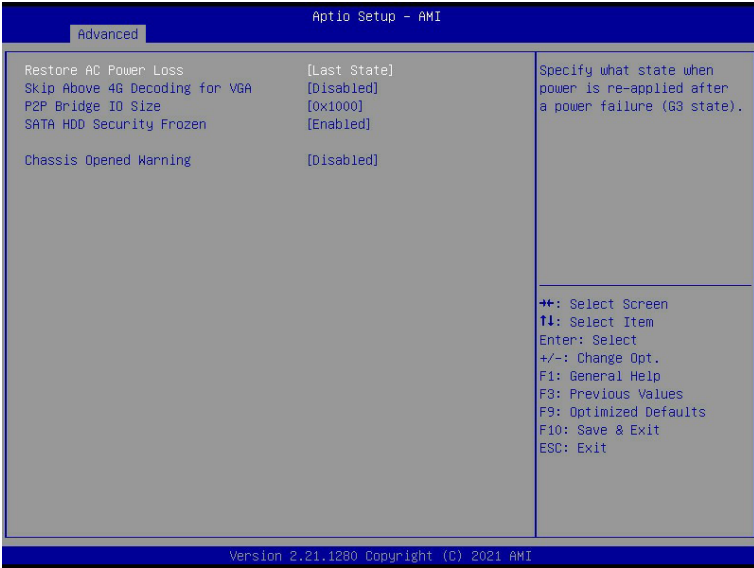 Aptio Setup – AMI
Advanced
Restore AC Power Loss [Last State]
Skip Above 4G Decoding for VGA [Disabled]
P2P Bridge IO Size [0x1000]
SATA HDD Security Frozen [Enabled]
Chassis Opened Warning [Disabled]
Specify what state when
power is re-applied after
a power failure (G3 state).
→←: Select Screen
↑↓: Select Item
Enter: Select
+/-: Change Opt.
F1: General Help
F3: Previous Values
F9: Optimized Defaults
F10: Save & Exit
ESC: Exit
Version 2.21.1280 Copyright (C) 2021 AMI